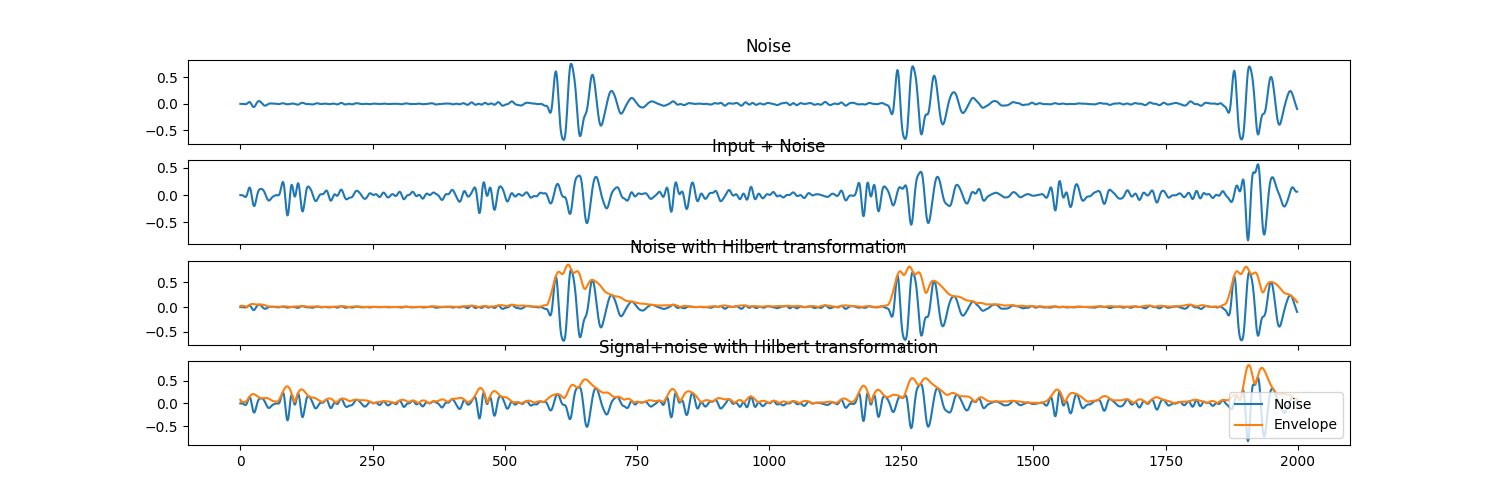 Noise
0.5
0.0
−0.5
Input + Noise
0.5
0.0
−0.5
Noise with Hilbert transformation
0.5
0.0
−0.5
Signal+noise with Hilbert transformation
0.5
0.0
−0.5
Noise
Envelope
0 250 500 750 1000 1250 1500 1750 2000